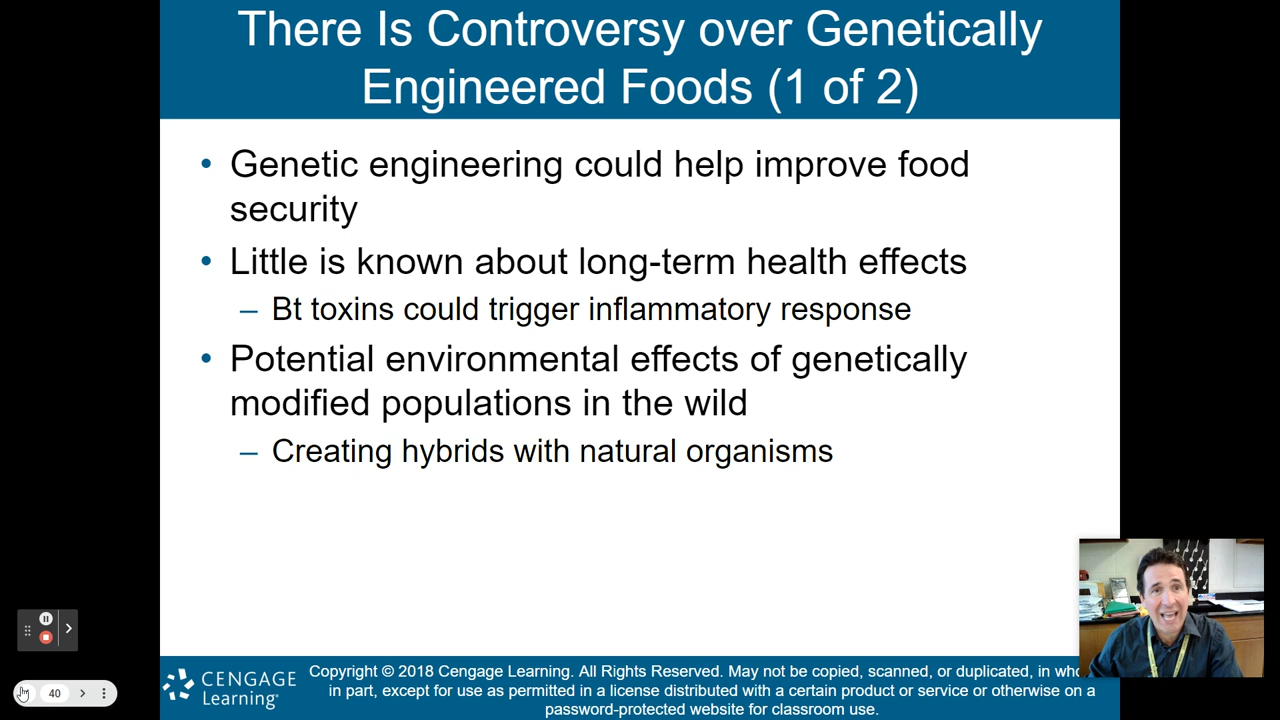 There Is Controversy over Genetically
Engineered Foods (1 of 2)
• Genetic engineering could help improve food
security
• Little is known about long-term health effects
– Bt toxins could trigger inflammatory response
• Potential environmental effects of genetically
modified populations in the wild
– Creating hybrids with natural organisms
40
CENGAGE
Learning®
Copyright © 2018 Cengage Learning. All Rights Reserved. May not be copied, scanned, or duplicated, in
in part, except for use as permitted in a license distributed with a certain product or service or otherwise on a
password-protected website for classroom use.